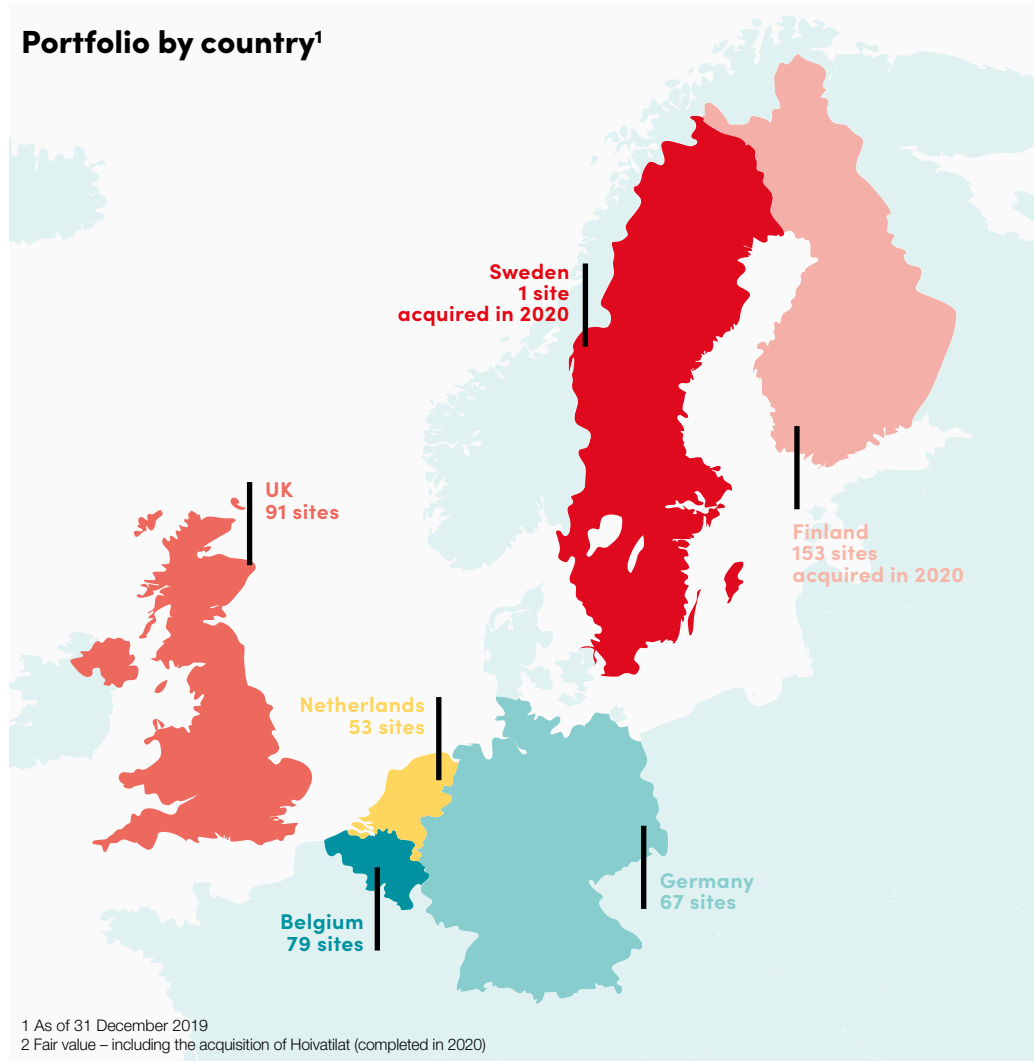 Portfolio by country¹
Sweden
1 site
acquired in 2020
UK
91 sites
Finland
153 sites
acquired in 2020
Netherlands
53 sites
Germany
67 sites
Belgium
79 sites
1 As of 31 December 2019
2 Fair value – including the acquisition of Hoivatilat (completed in 2020)